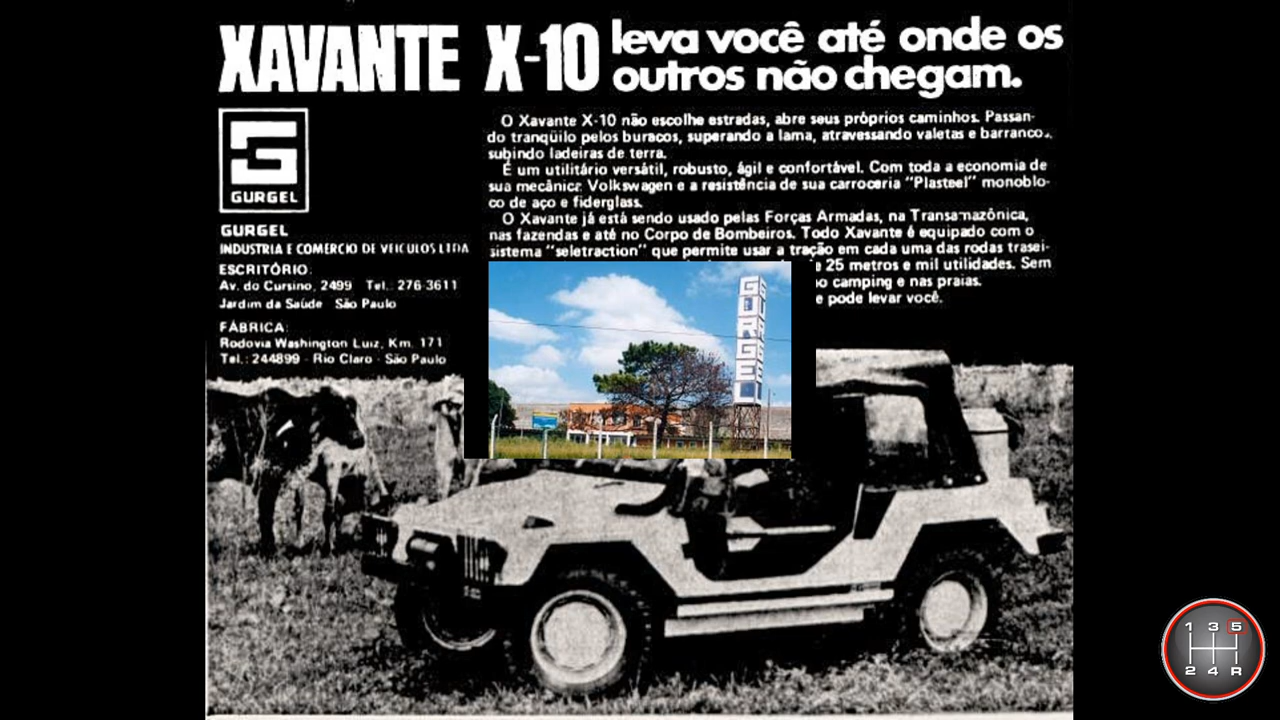 XAVANTE X-10 leva você até onde os
outros não chegam.
GURGEL
GURGEL
INDUSTRIA E COMERCIO DE VEICULOS LTDA
ESCRITÓRIO:
Av. do Cursino, 2499 Tel.: 276-3611
Jardim da Saúde São Paulo
FÁBRICA:
Rodovia Washington Luiz, Km. 171
Tel.: 244899 - Rio Claro - São Paulo
O Xavante X-10 não escolhe estradas, abre seus próprios caminhos. Passan-
do tranqüilo pelos buracos, superando a lama, atravessando valetas e barrancos,
subindo ladeiras de terra.
É um utilitário versátil, robusto, ágil e confortável. Com toda a economia de
sua mecânica Volkswagen e a resistência de sua carroceria "Plasteel" monoblo-
co de aço e fiderglass.
O Xavante já está sendo usado pelas Forças Armadas, na Transamazônica,
nas fazendas e até no Corpo de Bombeiros. Todo Xavante é equipado com o
sistema "seletraction" que permite usar a tração em cada uma das rodas trasei-
e 25 metros e mil utilidades. Sem
camping e nas praias.
e pode levar você.
GURGEL
GURGEL
1 3 5
2 4 R